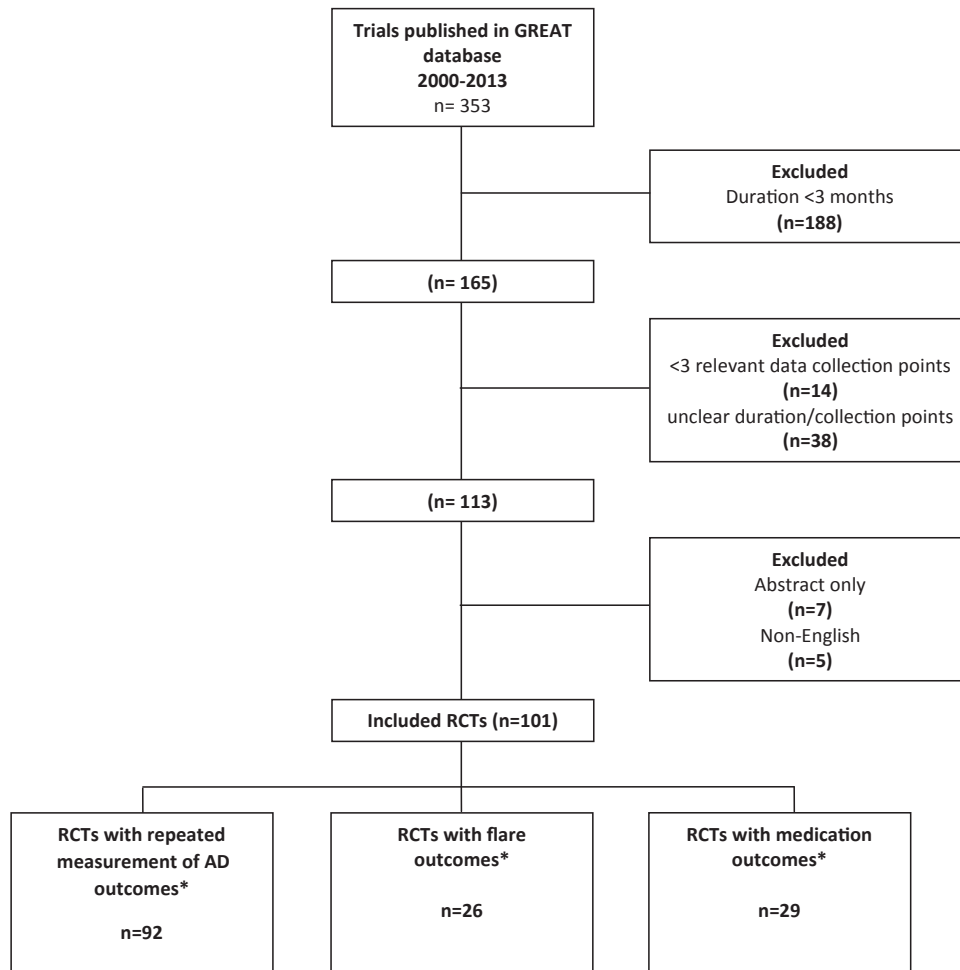 Trials published in GREAT
database
2000-2013
n= 353
Excluded
Duration <3 months
(n=188)
(n= 165)
Excluded
<3 relevant data collection points
(n=14)
unclear duration/collection points
(n=38)
(n= 113)
Excluded
Abstract only
(n=7)
Non-English
(n=5)
Included RCTs (n=101)
RCTs with repeated
measurement of AD
outcomes*
n=92
RCTs with flare
outcomes*
n=26
RCTs with medication
outcomes*
n=29